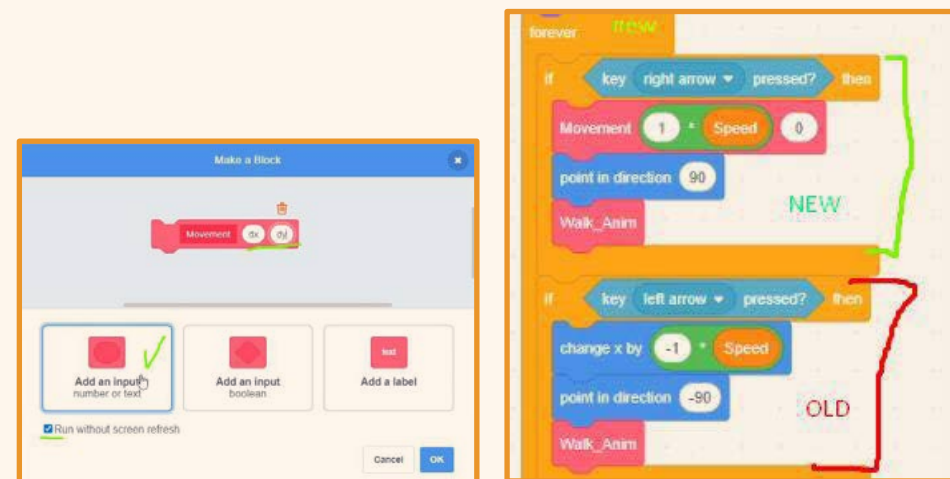 Make a Block
Movement dx dy
text
Add an input
number or text
Add an input
boolean
Add a label
Run without screen refresh
Cancel OK
forever new
if key right arrow pressed? then
Movement 1 * Speed 0
point in direction 90
NEW
Walk_Anim
if key left arrow pressed? then
change x by -1 * Speed
point in direction -90
OLD
Walk_Anim